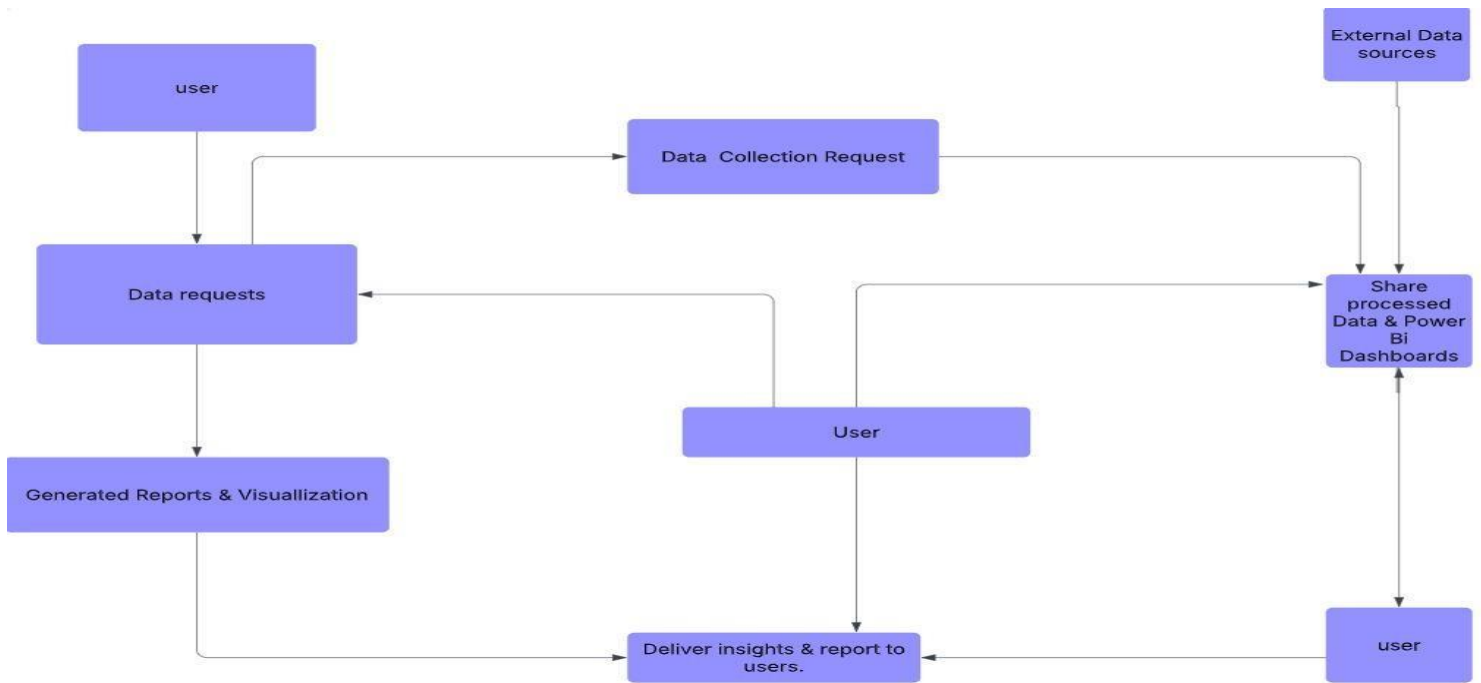 External Data
sources
user
Data Collection Request
Data requests
Share
processed
Data & Power
Bi
Dashboards
User
Generated Reports & Visuallization
Deliver insights & report to
users.
user